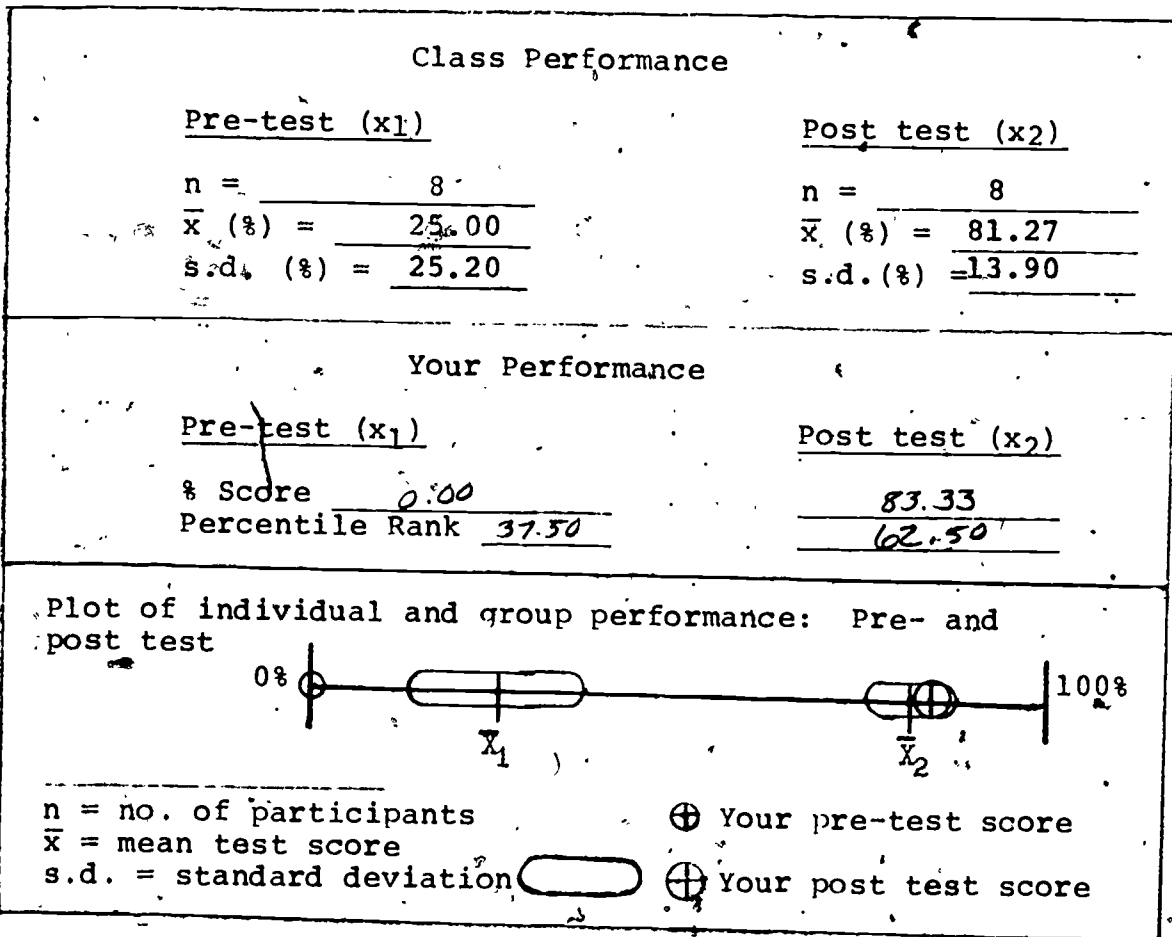 Class Performance
Pre-test (x1) Post test (x2)
n = 8 n = 8
x̄ (%) = 25.00 x̄ (%) = 81.27
s.d. (%) = 25.20 s.d.(%) =13.90
Your Performance
Pre-test (x1) Post test (x2)
% Score 0.00 83.33
Percentile Rank 37.50 62.50
Plot of individual and group performance: Pre- and
post test
0% 100%
X̄1 X̄2
n = no. of participants ⊕ Your pre-test score
x̄ = mean test score
s.d. = standard deviation ⊕ Your post test score